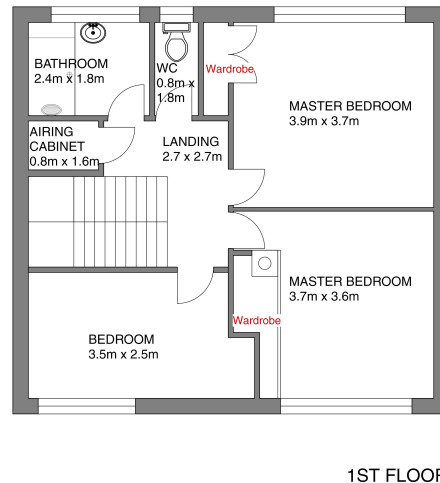 BATHROOM
2.4m x 1.8m
WC
0.8m x
1.8m
Wardrobe
MASTER BEDROOM
3.9m x 3.7m
AIRING
CABINET
0.8m x 1.6m
LANDING
2.7 x 2.7m
MASTER BEDROOM
3.7m x 3.6m
Wardrobe
BEDROOM
3.5m x 2.5m
1ST FLOOR